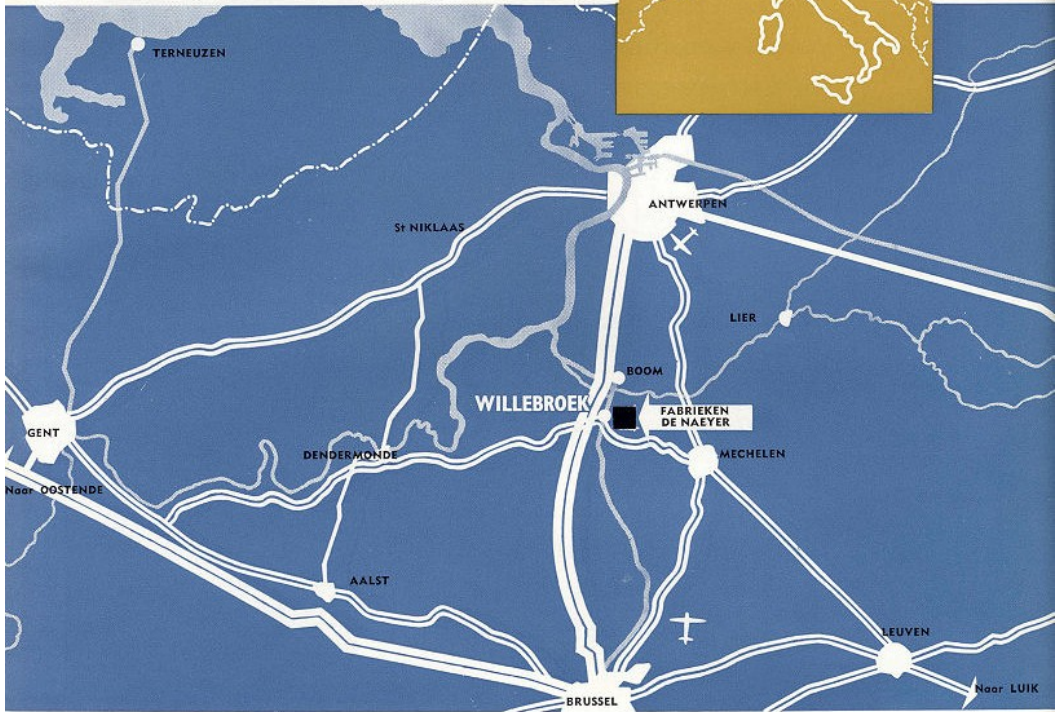 TERNEUZEN
ANTWERPEN
St NIKLAAS
LIER
BOOM
WILLEBROEK
FABRIEKEN
DE NAEYER
GENT
DENDERMONDE
MECHELEN
Naar OOSTENDE
AALST
LEUVEN
Naar LUIK
BRUSSEL